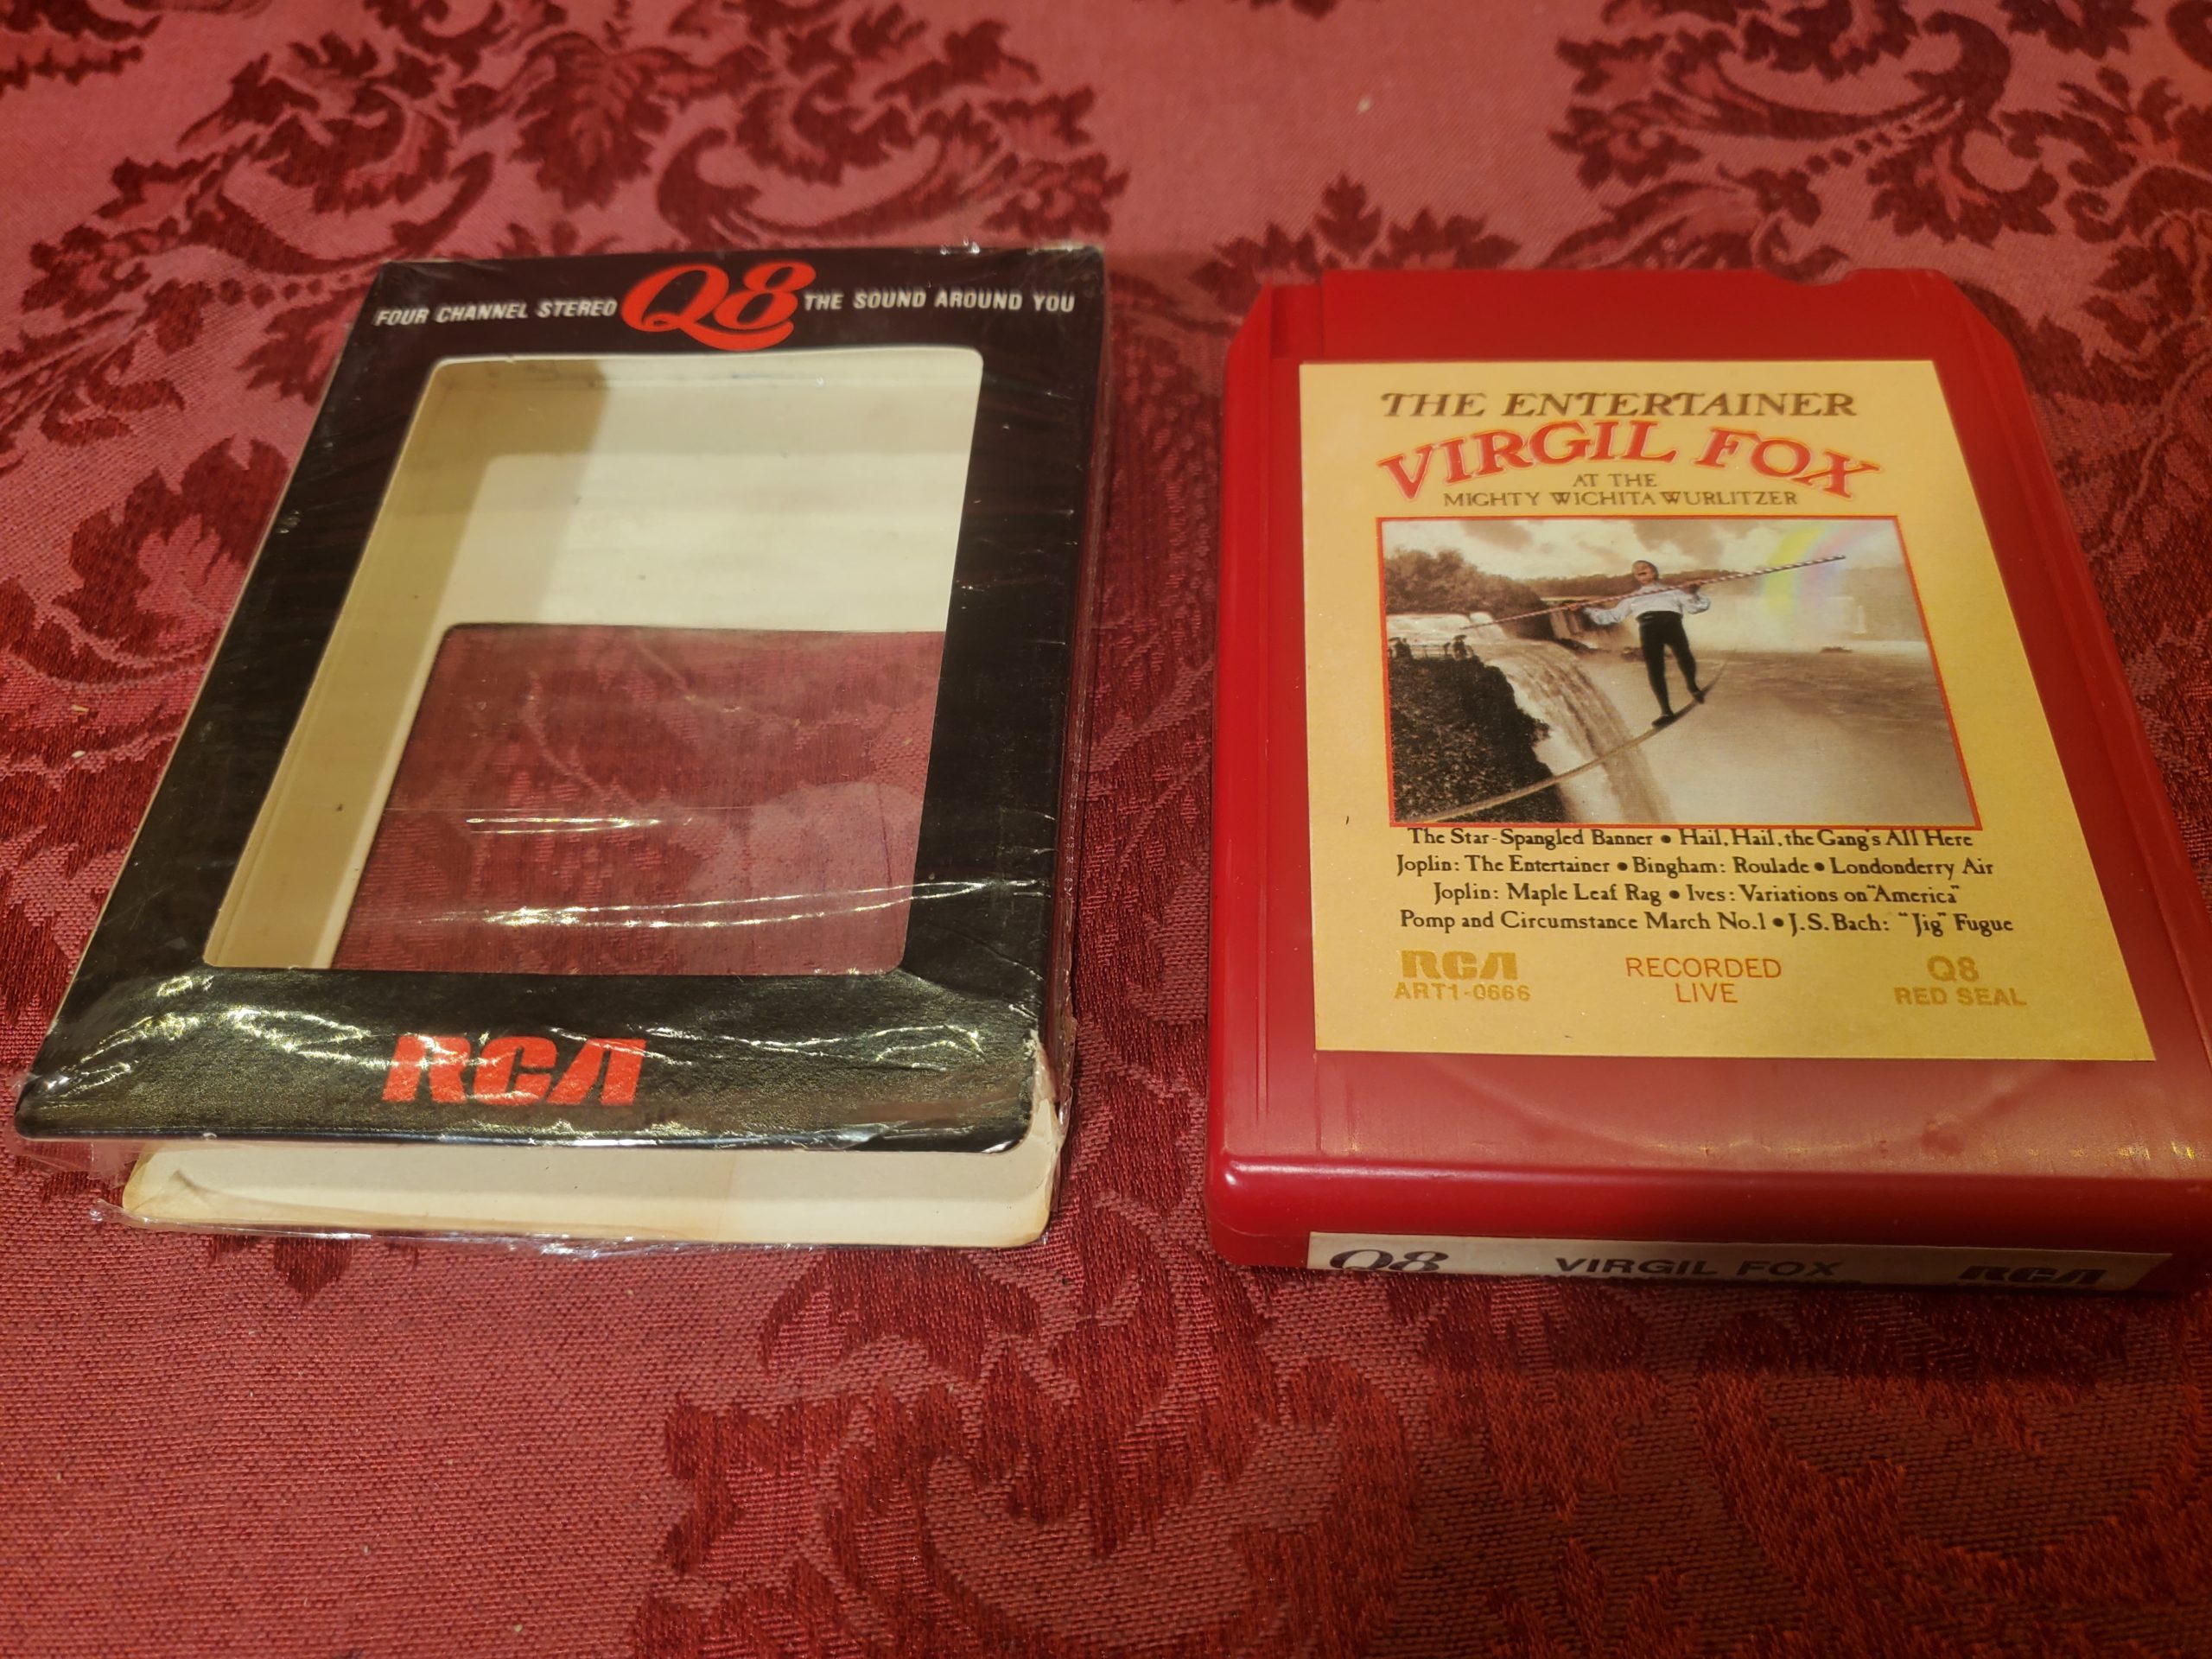 FOUR CHANNEL STEREO Q8 THE SOUND AROUND YOU
RCA
THE ENTERTAINER
VIRGIL FOX
AT THE
MIGHTY WICHITA WURLITZER
The Star-Spangled Banner • Hail, Hail, the Gang's All Here
Joplin: The Entertainer • Bingham: Roulade • Londonderry Air
Joplin: Maple Leaf Rag • Ives: Variations on "America"
Pomp and Circumstance March No.1 • J.S. Bach: "Jig" Fugue
RCA RECORDED Q8
ART1-0666 LIVE RED SEAL
Q8 VIRGIL FOX RCA